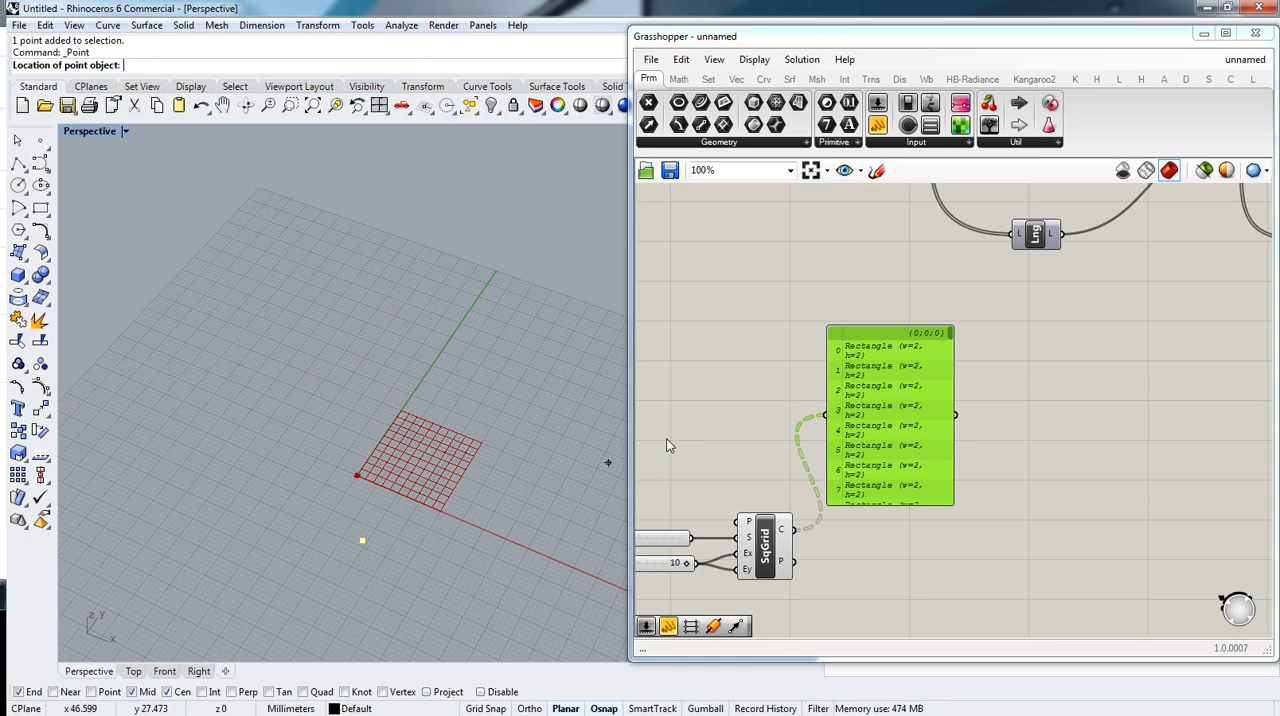 Untitled - Rhinoceros 6 Commercial - [Perspective]
File Edit View Curve Surface Solid Mesh Dimension Transform Tools Analyze Render Panels Help
1 point added to selection.
Command: _Point
Location of point object:
Standard CPlanes Set View Display Select Viewport Layout Visibility Transform Curve Tools Surface Tools Solid T
Perspective
z y
x
Perspective Top Front Right
End Near Point Mid Cen Int Perp Tan Quad Knot Vertex Project Disable
CPlane x 46.599 y 27.473 z 0 Millimeters Default Grid Snap Ortho Planar Osnap SmartTrack Gumball Record History Filter Memory use: 474 MB
Grasshopper - unnamed
File Edit View Display Solution Help unnamed
Prm Math Set Vec Crv Srf Msh Int Trns Dis Wb HB-Radiance Kangaroo2 K H L H A D S C L
Geometry Primitive Input Util
100%
L Lng L
{0;0;0}
0 Rectangle (w=2, h=2)
1 Rectangle (w=2, h=2)
2 Rectangle (w=2, h=2)
3 Rectangle (w=2, h=2)
4 Rectangle (w=2, h=2)
5 Rectangle (w=2, h=2)
6 Rectangle (w=2, h=2)
7 Rectangle (w=2, h=2)
P
S
Ex
Ey
SqGrid
C
P
10
...
1.0.0007